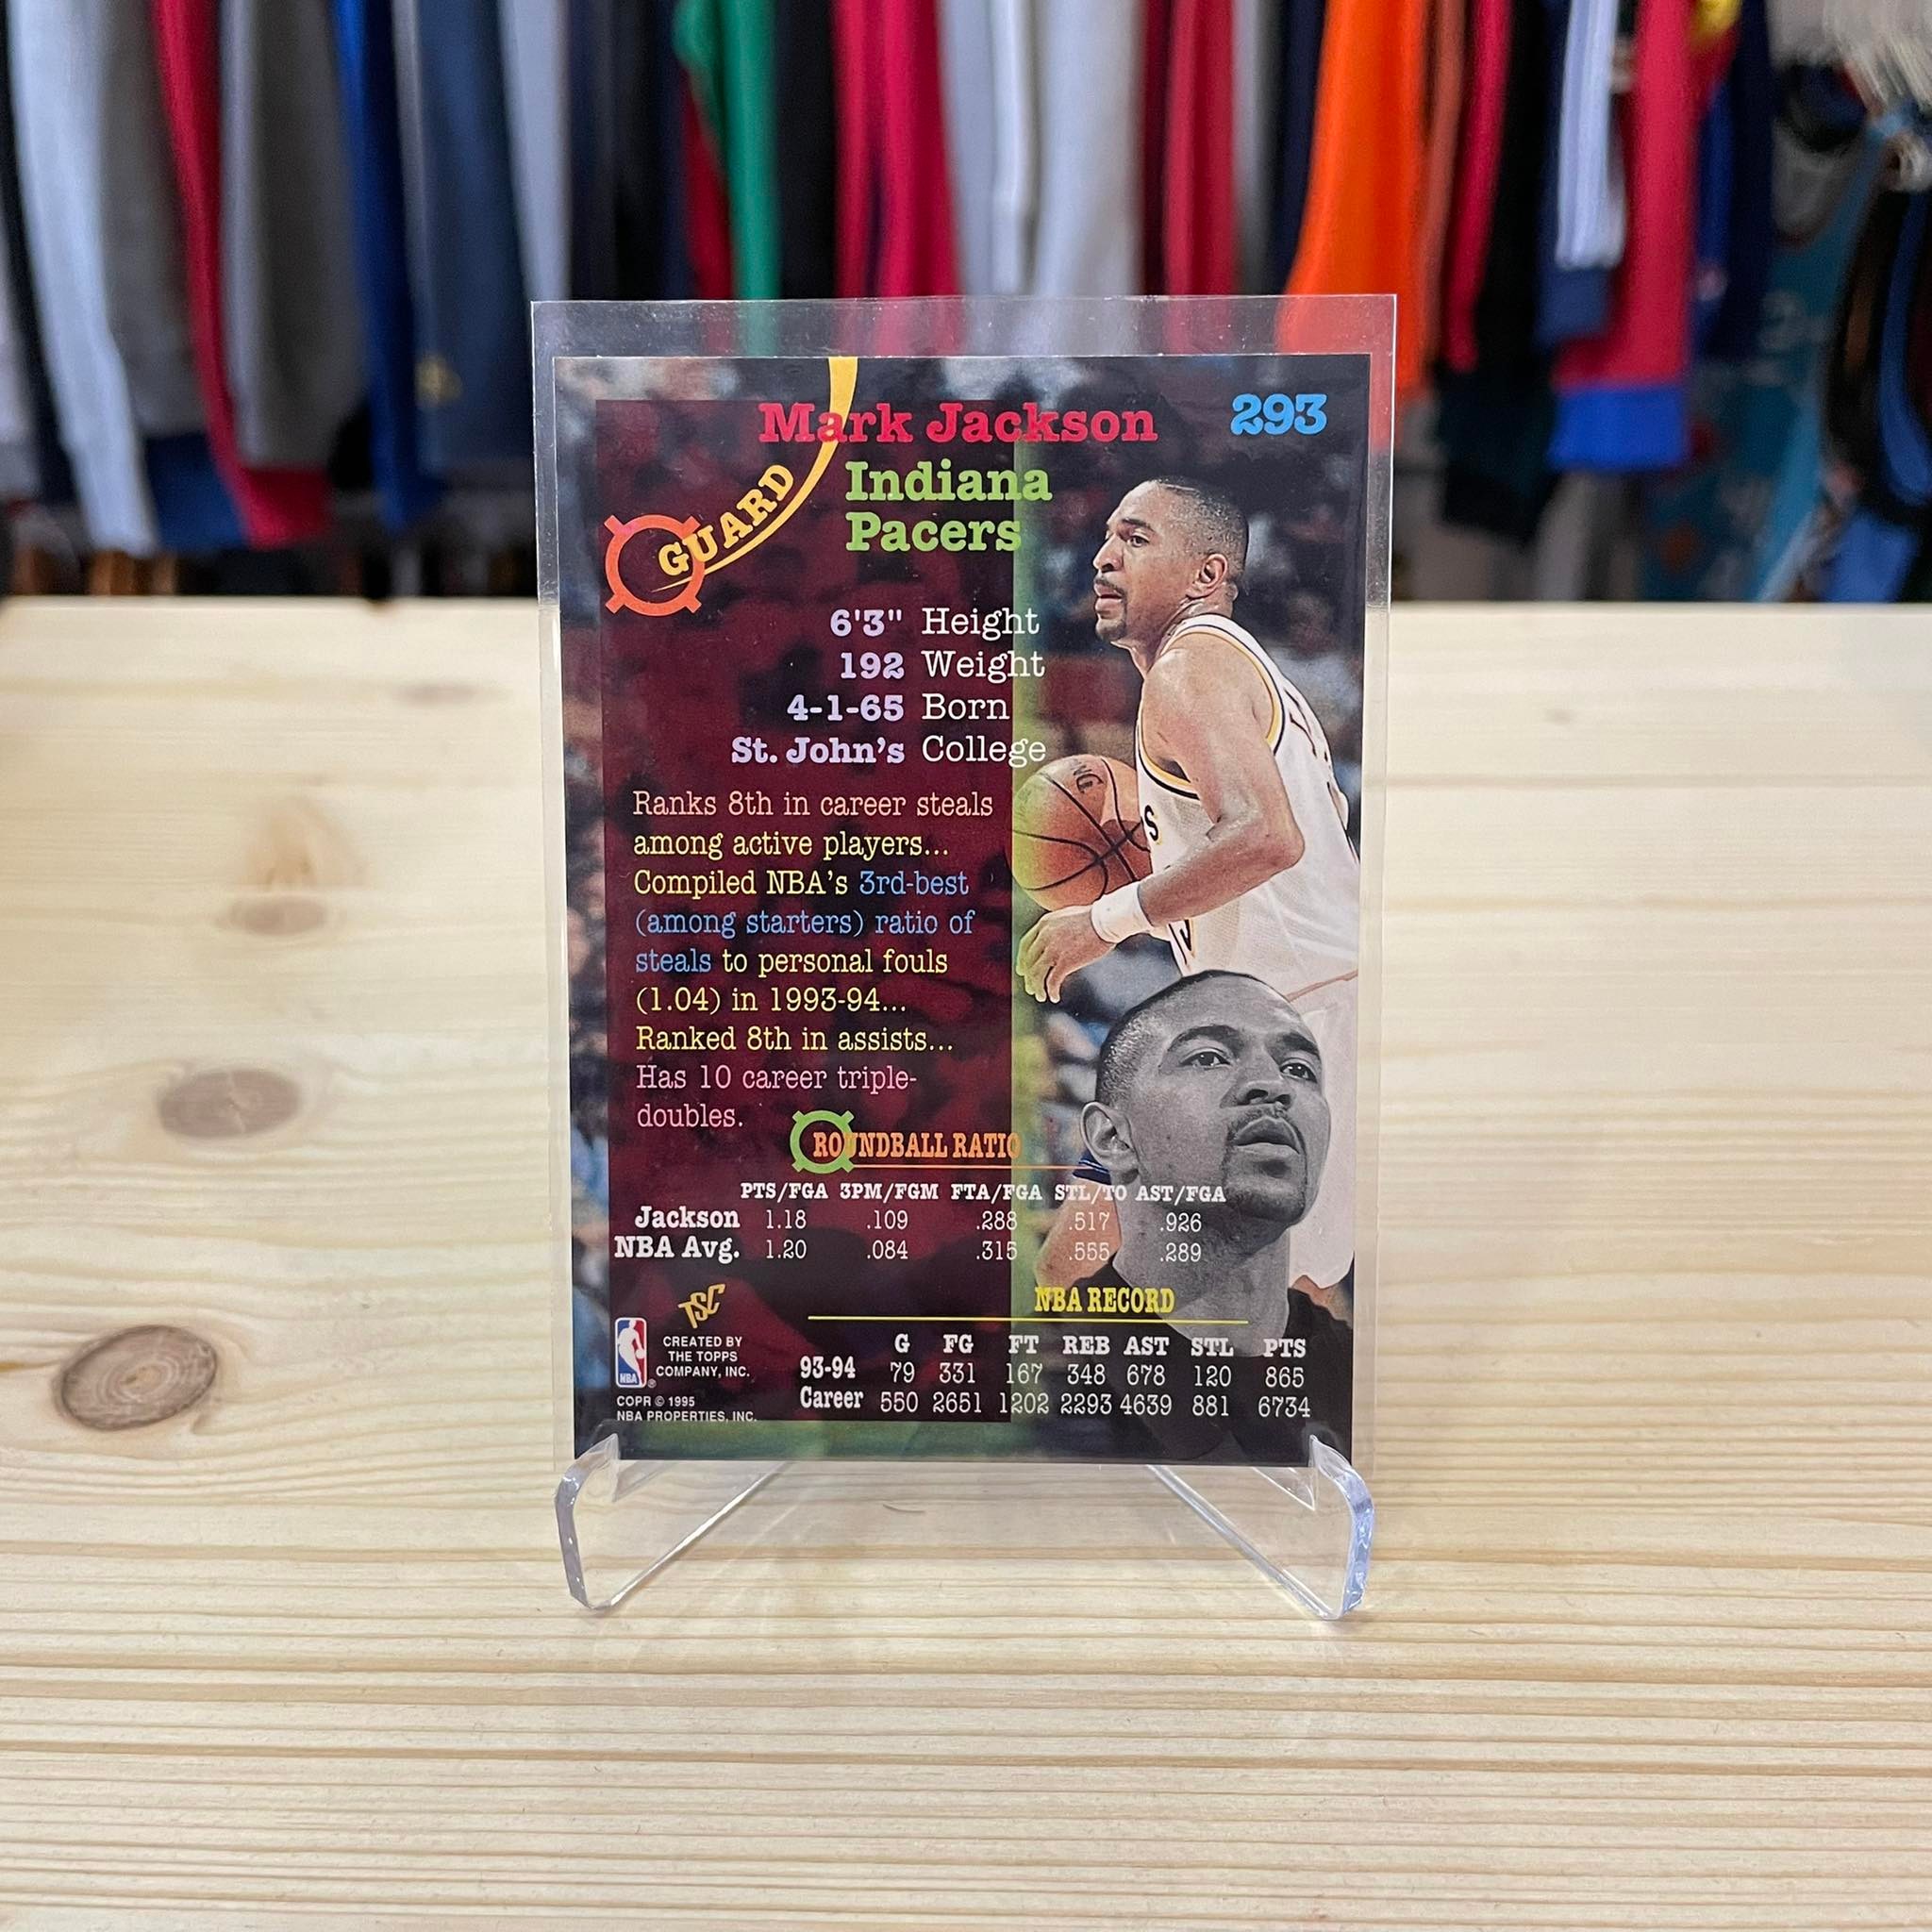 Mark Jackson
293
Indiana
Pacers
GUARD
6'3" Height
192 Weight
4-1-65 Born
St. John's College
Ranks 8th in career steals
among active players...
Compiled NBA's 3rd-best
(among starters) ratio of
steals to personal fouls
(1.04) in 1993-94...
Ranked 8th in assists...
Has 10 career triple-
doubles.
ROUNDBALL RATIO
PTS/FGA 3PM/FGM FTA/FGA STL/TO AST/FGA
Jackson 1.18 .109 .288 .517 .926
NBA Avg. 1.20 .084 .315 .555 .289
NBA RECORD
G FG FT REB AST STL PTS
93-94 79 331 167 348 678 120 865
Career 550 2651 1202 2293 4639 881 6734
TSC
NBA ®
CREATED BY
THE TOPPS
COMPANY, INC.
COPR © 1995
NBA PROPERTIES, INC.